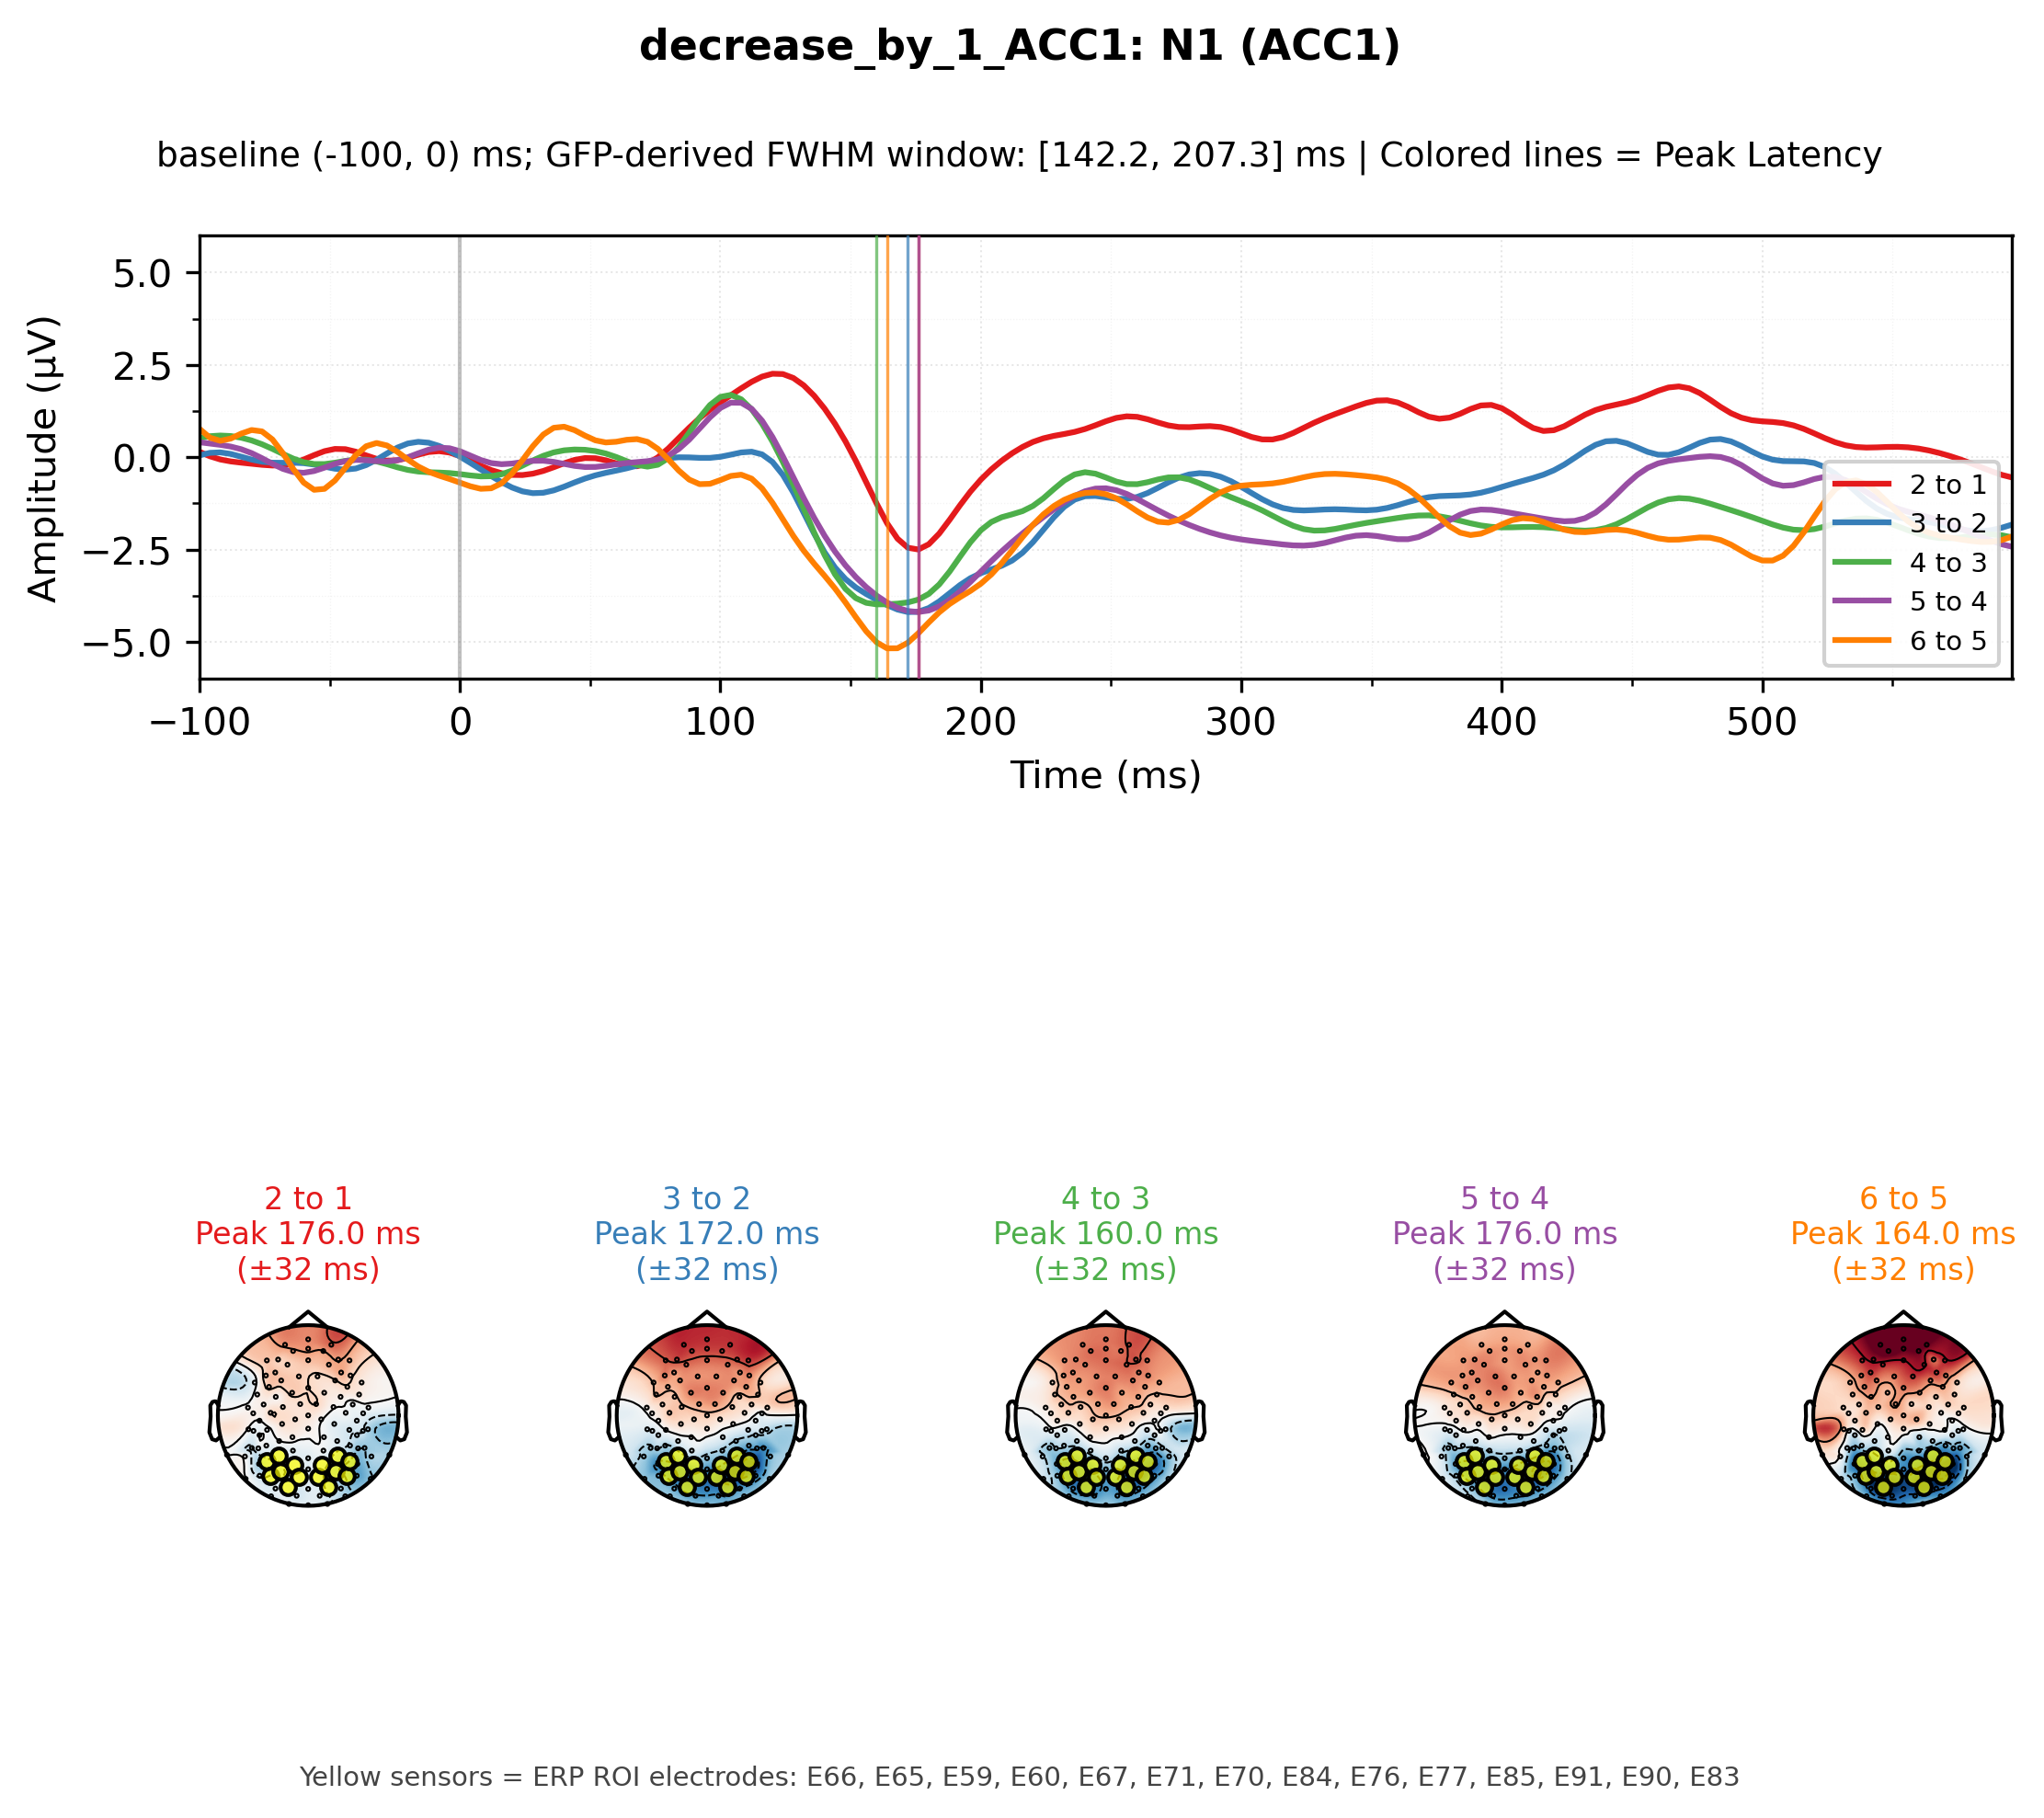 decrease_by_1_ACC1: N1 (ACC1)
baseline (-100, 0) ms; GFP-derived FWHM window: [142.2, 207.3] ms | Colored lines = Peak Latency
Amplitude (µV)
5.0
2.5
0.0
−2.5
−5.0
−100
0
100
200
300
400
500
Time (ms)
2 to 1
3 to 2
4 to 3
5 to 4
6 to 5
2 to 1
Peak 176.0 ms
(±32 ms)
3 to 2
Peak 172.0 ms
(±32 ms)
4 to 3
Peak 160.0 ms
(±32 ms)
5 to 4
Peak 176.0 ms
(±32 ms)
6 to 5
Peak 164.0 ms
(±32 ms)
Yellow sensors = ERP ROI electrodes: E66, E65, E59, E60, E67, E71, E70, E84, E76, E77, E85, E91, E90, E83